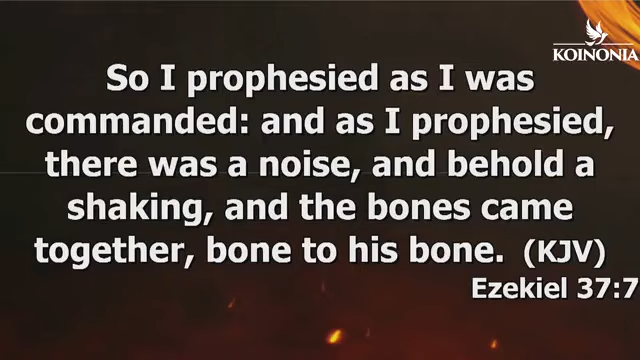 KOINONIA
So I prophesied as I was
commanded: and as I prophesied,
there was a noise, and behold a
shaking, and the bones came
together, bone to his bone. (KJV)
Ezekiel 37:7